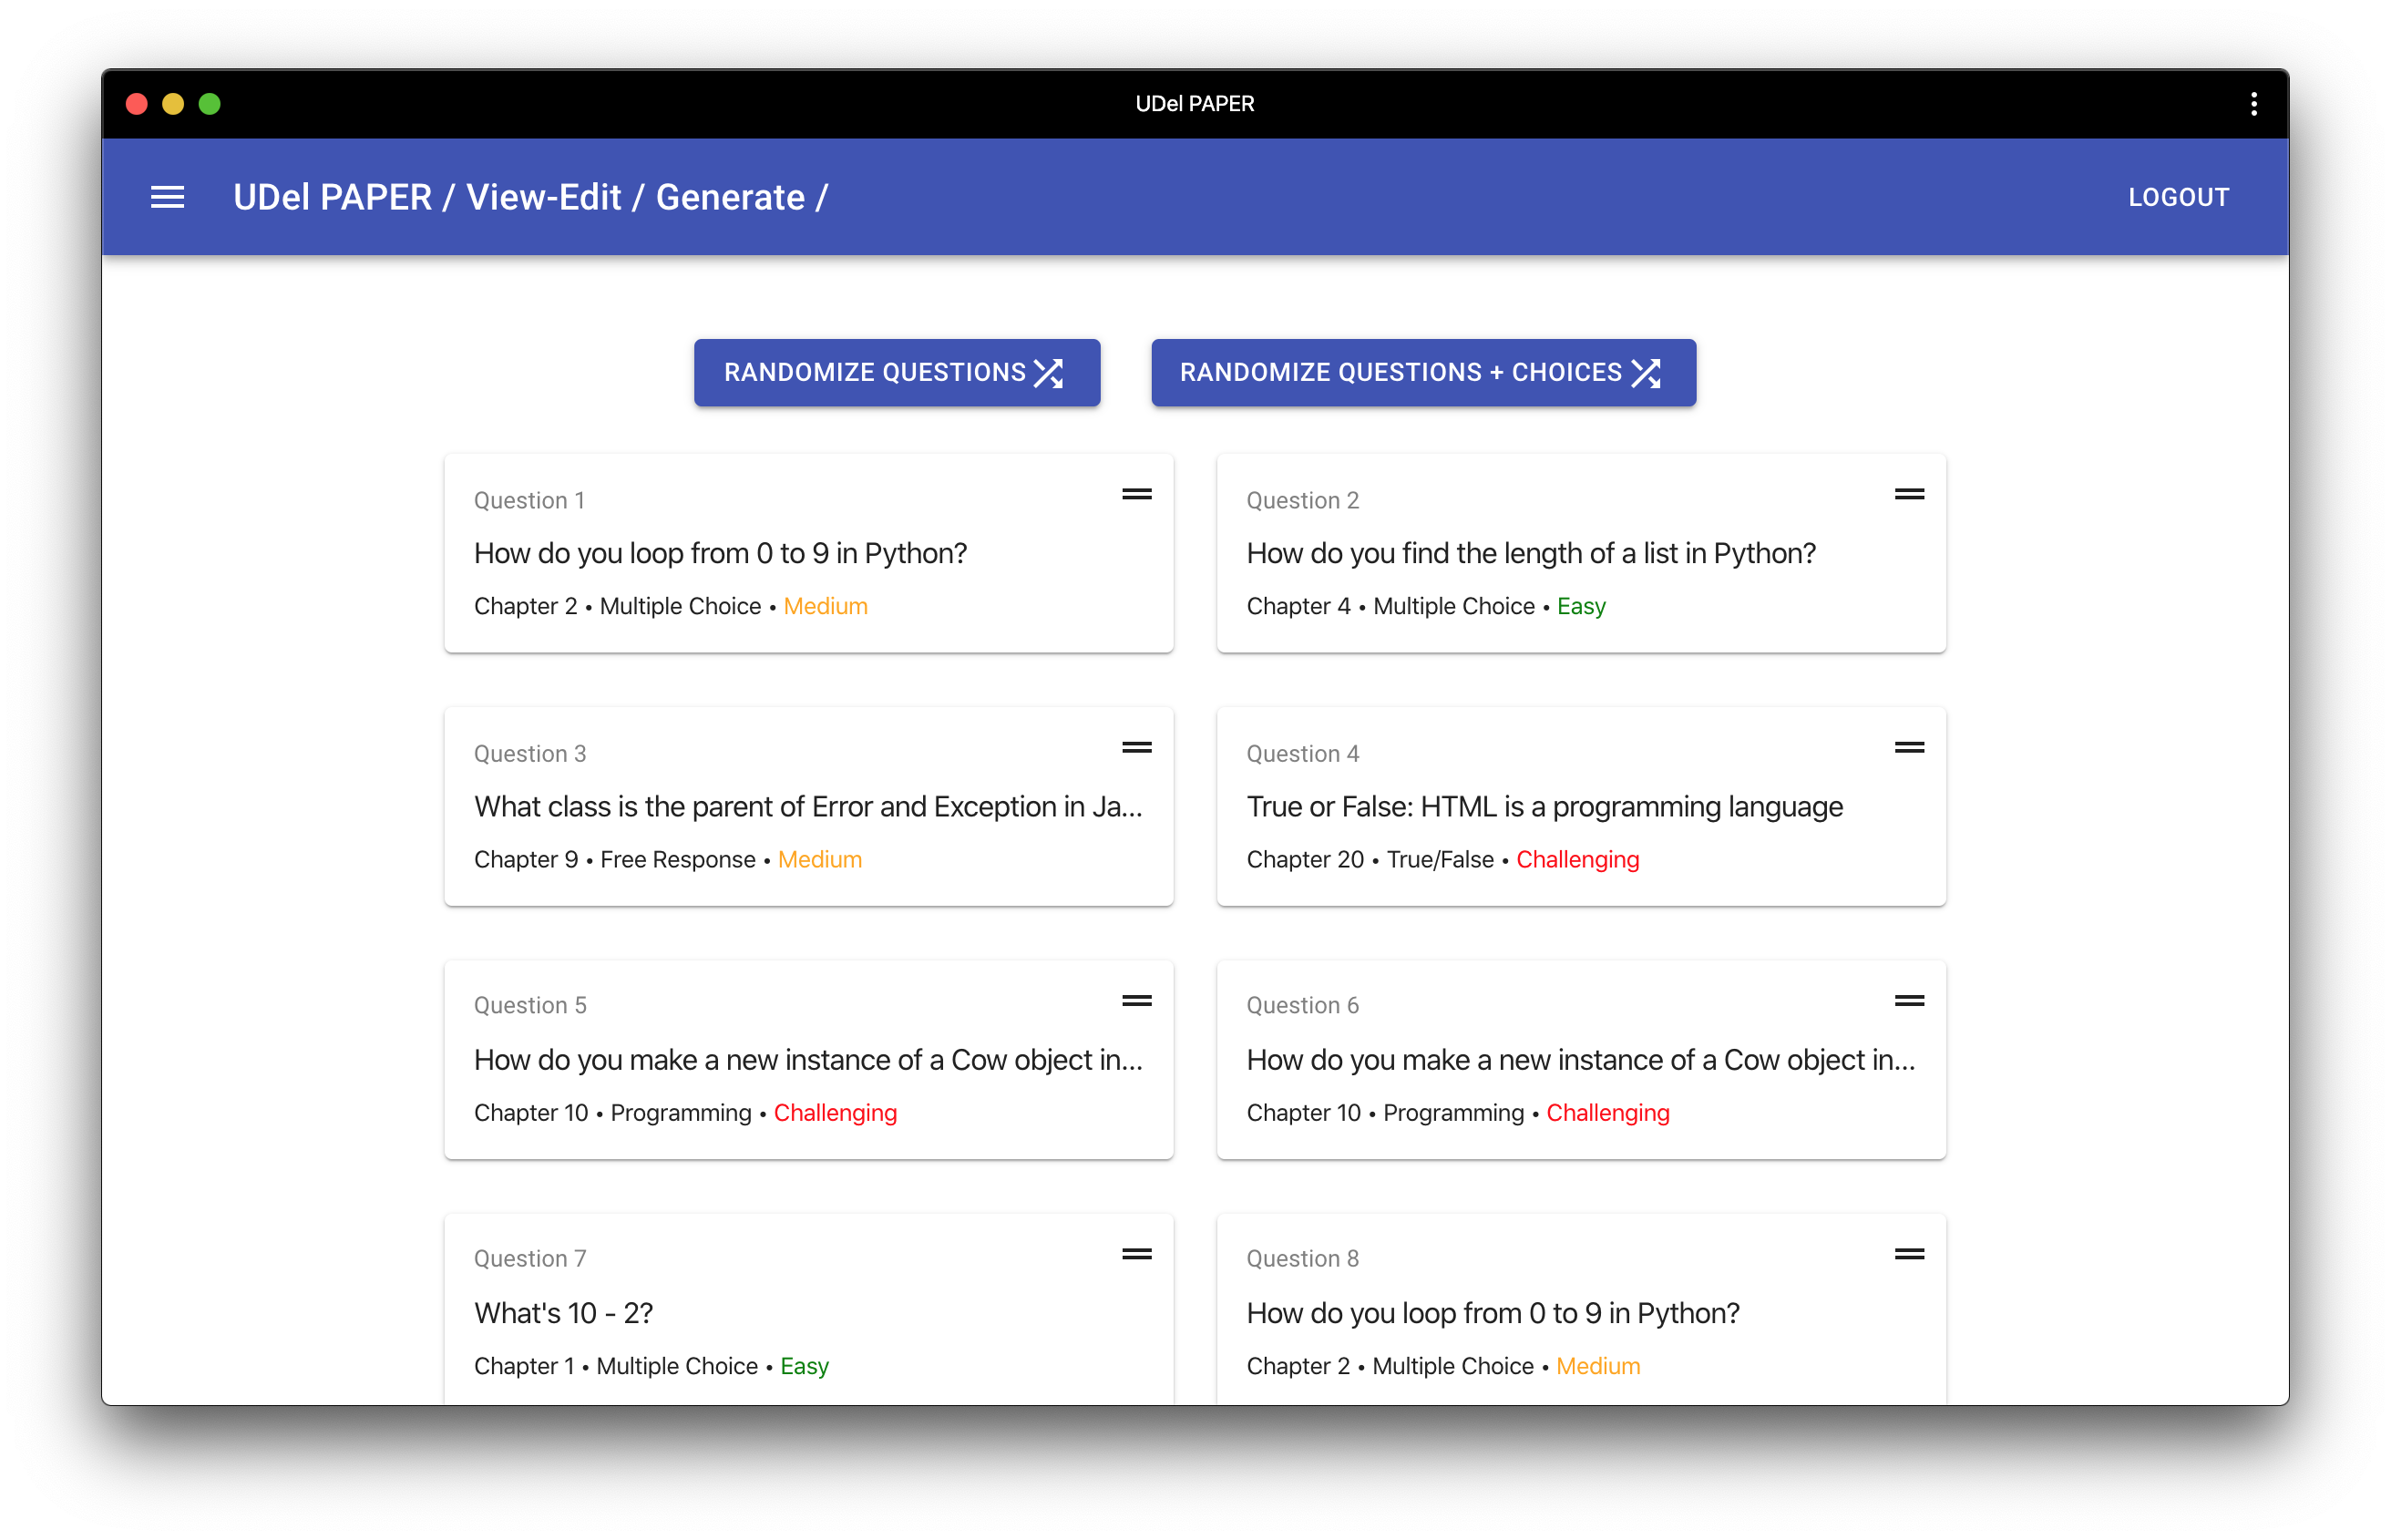 UDel PAPER
UDel PAPER / View-Edit / Generate /
LOGOUT
RANDOMIZE QUESTIONS
RANDOMIZE QUESTIONS + CHOICES
Question 1
How do you loop from 0 to 9 in Python?
Chapter 2 • Multiple Choice • Medium
Question 2
How do you find the length of a list in Python?
Chapter 4 • Multiple Choice • Easy
Question 3
What class is the parent of Error and Exception in Ja...
Chapter 9 • Free Response • Medium
Question 4
True or False: HTML is a programming language
Chapter 20 • True/False • Challenging
Question 5
How do you make a new instance of a Cow object in...
Chapter 10 • Programming • Challenging
Question 6
How do you make a new instance of a Cow object in...
Chapter 10 • Programming • Challenging
Question 7
What's 10 - 2?
Chapter 1 • Multiple Choice • Easy
Question 8
How do you loop from 0 to 9 in Python?
Chapter 2 • Multiple Choice • Medium